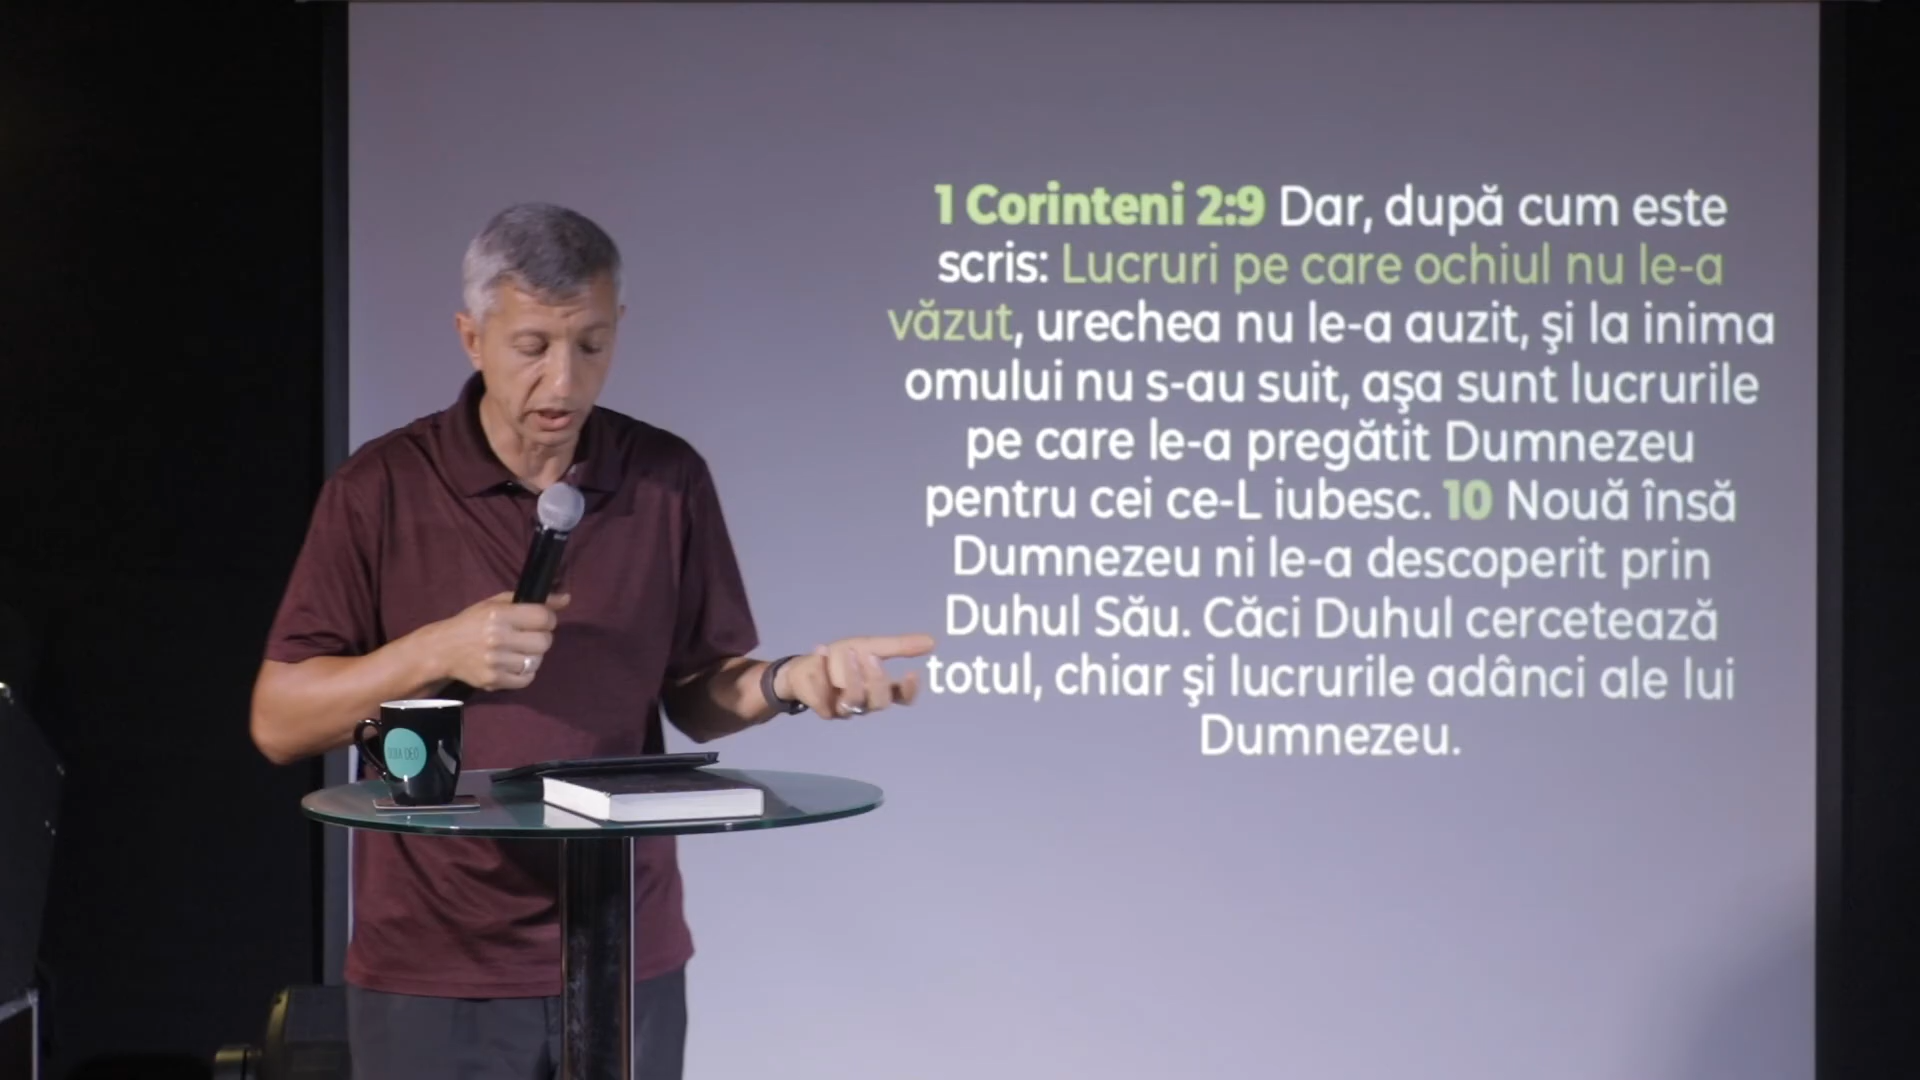 1 Corinteni 2:9 Dar, după cum este
scris: Lucruri pe care ochiul nu le-a
văzut, urechea nu le-a auzit, şi la inima
omului nu s-au suit, aşa sunt lucrurile
pe care le-a pregătit Dumnezeu
pentru cei ce-L iubesc. 10 Nouă însă
Dumnezeu ni le-a descoperit prin
Duhul Său. Căci Duhul cercetează
totul, chiar şi lucrurile adânci ale lui
Dumnezeu.
DEO